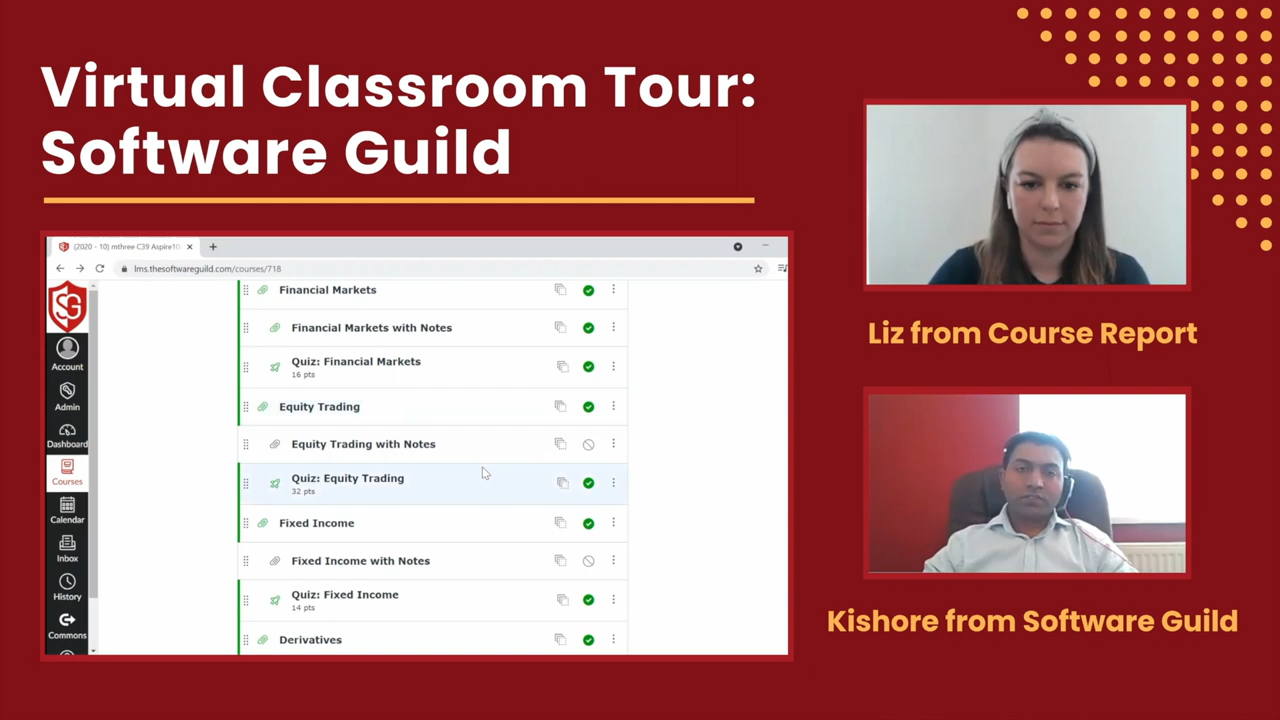 Virtual Classroom Tour:
Software Guild
(2020 - 10) mthree C39 Aspire10
lms.thesoftwareguild.com/courses/718
SG
Account
Admin
Dashboard
Courses
Calendar
Inbox
History
Commons
Financial Markets
Financial Markets with Notes
Quiz: Financial Markets
16 pts
Equity Trading
Equity Trading with Notes
Quiz: Equity Trading
32 pts
Fixed Income
Fixed Income with Notes
Quiz: Fixed Income
14 pts
Derivatives
Liz from Course Report
Kishore from Software Guild